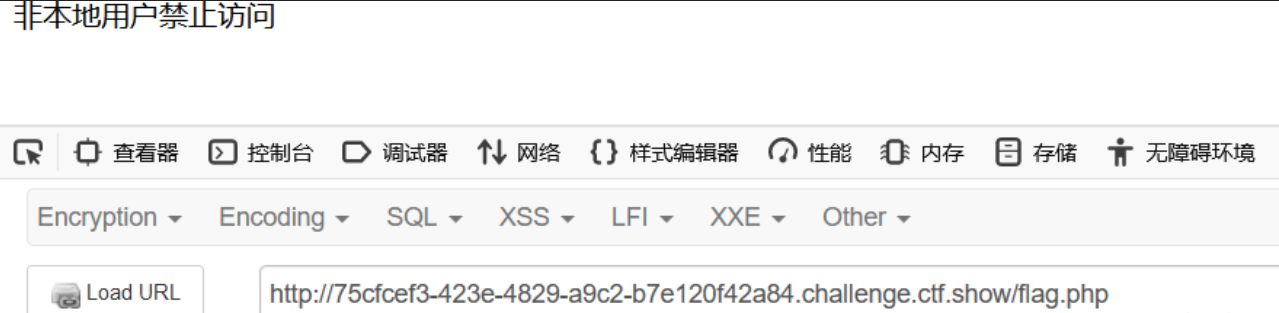 非本地用户禁止访问
查看器 控制台 调试器 网络 {} 样式编辑器 性能 内存 存储 无障碍环境
Encryption Encoding SQL XSS LFI XXE Other
Load URL http://75cfcef3-423e-4829-a9c2-b7e120f42a84.challenge.ctf.show/flag.php